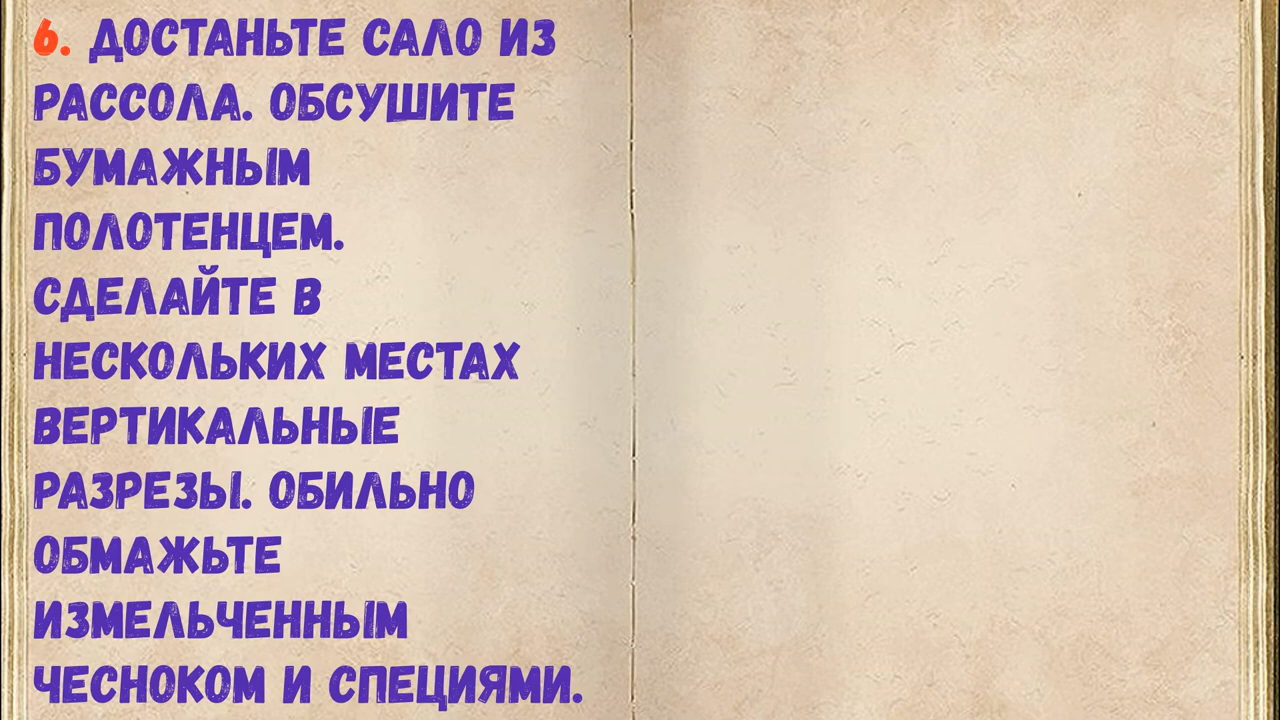 6. ДОСТАНЬТЕ САЛО ИЗ
РАССОЛА. ОБСУШИТЕ
БУМАЖНЫМ
ПОЛОТЕНЦЕМ.
СДЕЛАЙТЕ В
НЕСКОЛЬКИХ МЕСТАХ
ВЕРТИКАЛЬНЫЕ
РАЗРЕЗЫ. ОБИЛЬНО
ОБМАЖЬТЕ
ИЗМЕЛЬЧЕННЫМ
ЧЕСНОКОМ И СПЕЦИЯМИ.